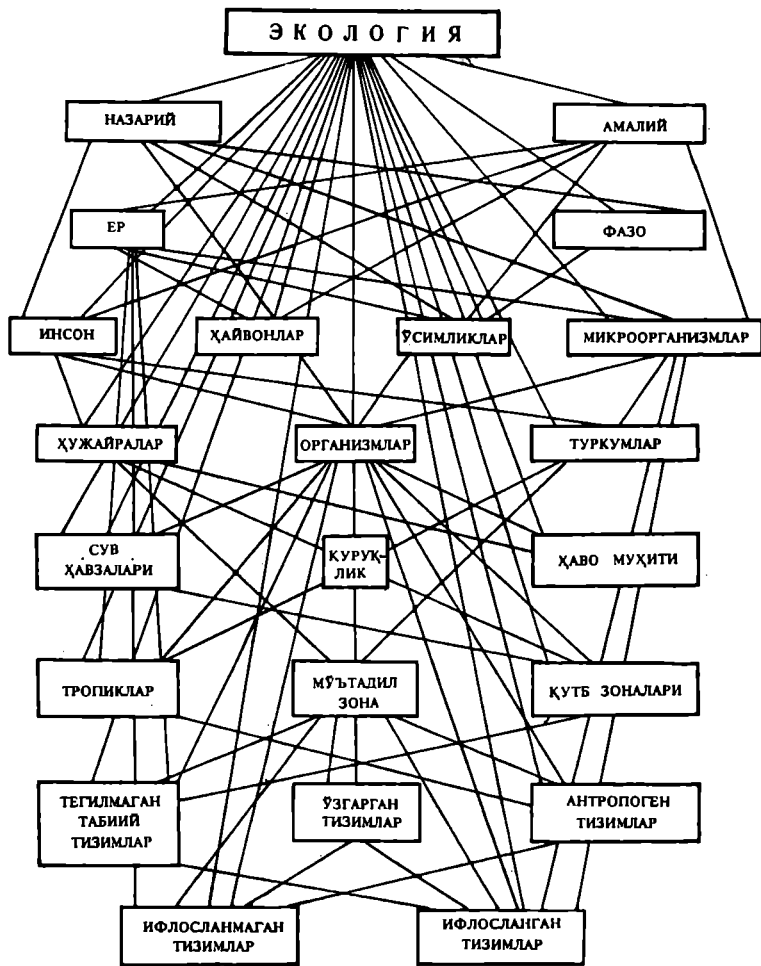 ЭКОЛОГИЯ
НАЗАРИЙ
АМАЛИЙ
ЕР
ФАЗО
ИНСОН
ҲАЙВОНЛАР
ЎСИМЛИКЛАР
МИКРООРГАНИЗМЛАР
ҲУЖАЙРАЛАР
ОРГАНИЗМЛАР
ТУРКУМЛАР
СУВ
ҲАВЗАЛАРИ
ҚУРУҚ-
ЛИК
ҲАВО МУҲИТИ
ТРОПИКЛАР
МЎЪТАДИЛ
ЗОНА
ҚУТБ ЗОНАЛАРИ
ТЕГИЛМАГАН
ТАБИИЙ
ТИЗИМЛАР
ЎЗГАРГАН
ТИЗИМЛАР
АНТРОПОГЕН
ТИЗИМЛАР
ИФЛОСЛАНМАГАН
ТИЗИМЛАР
ИФЛОСЛАНГАН
ТИЗИМЛАР